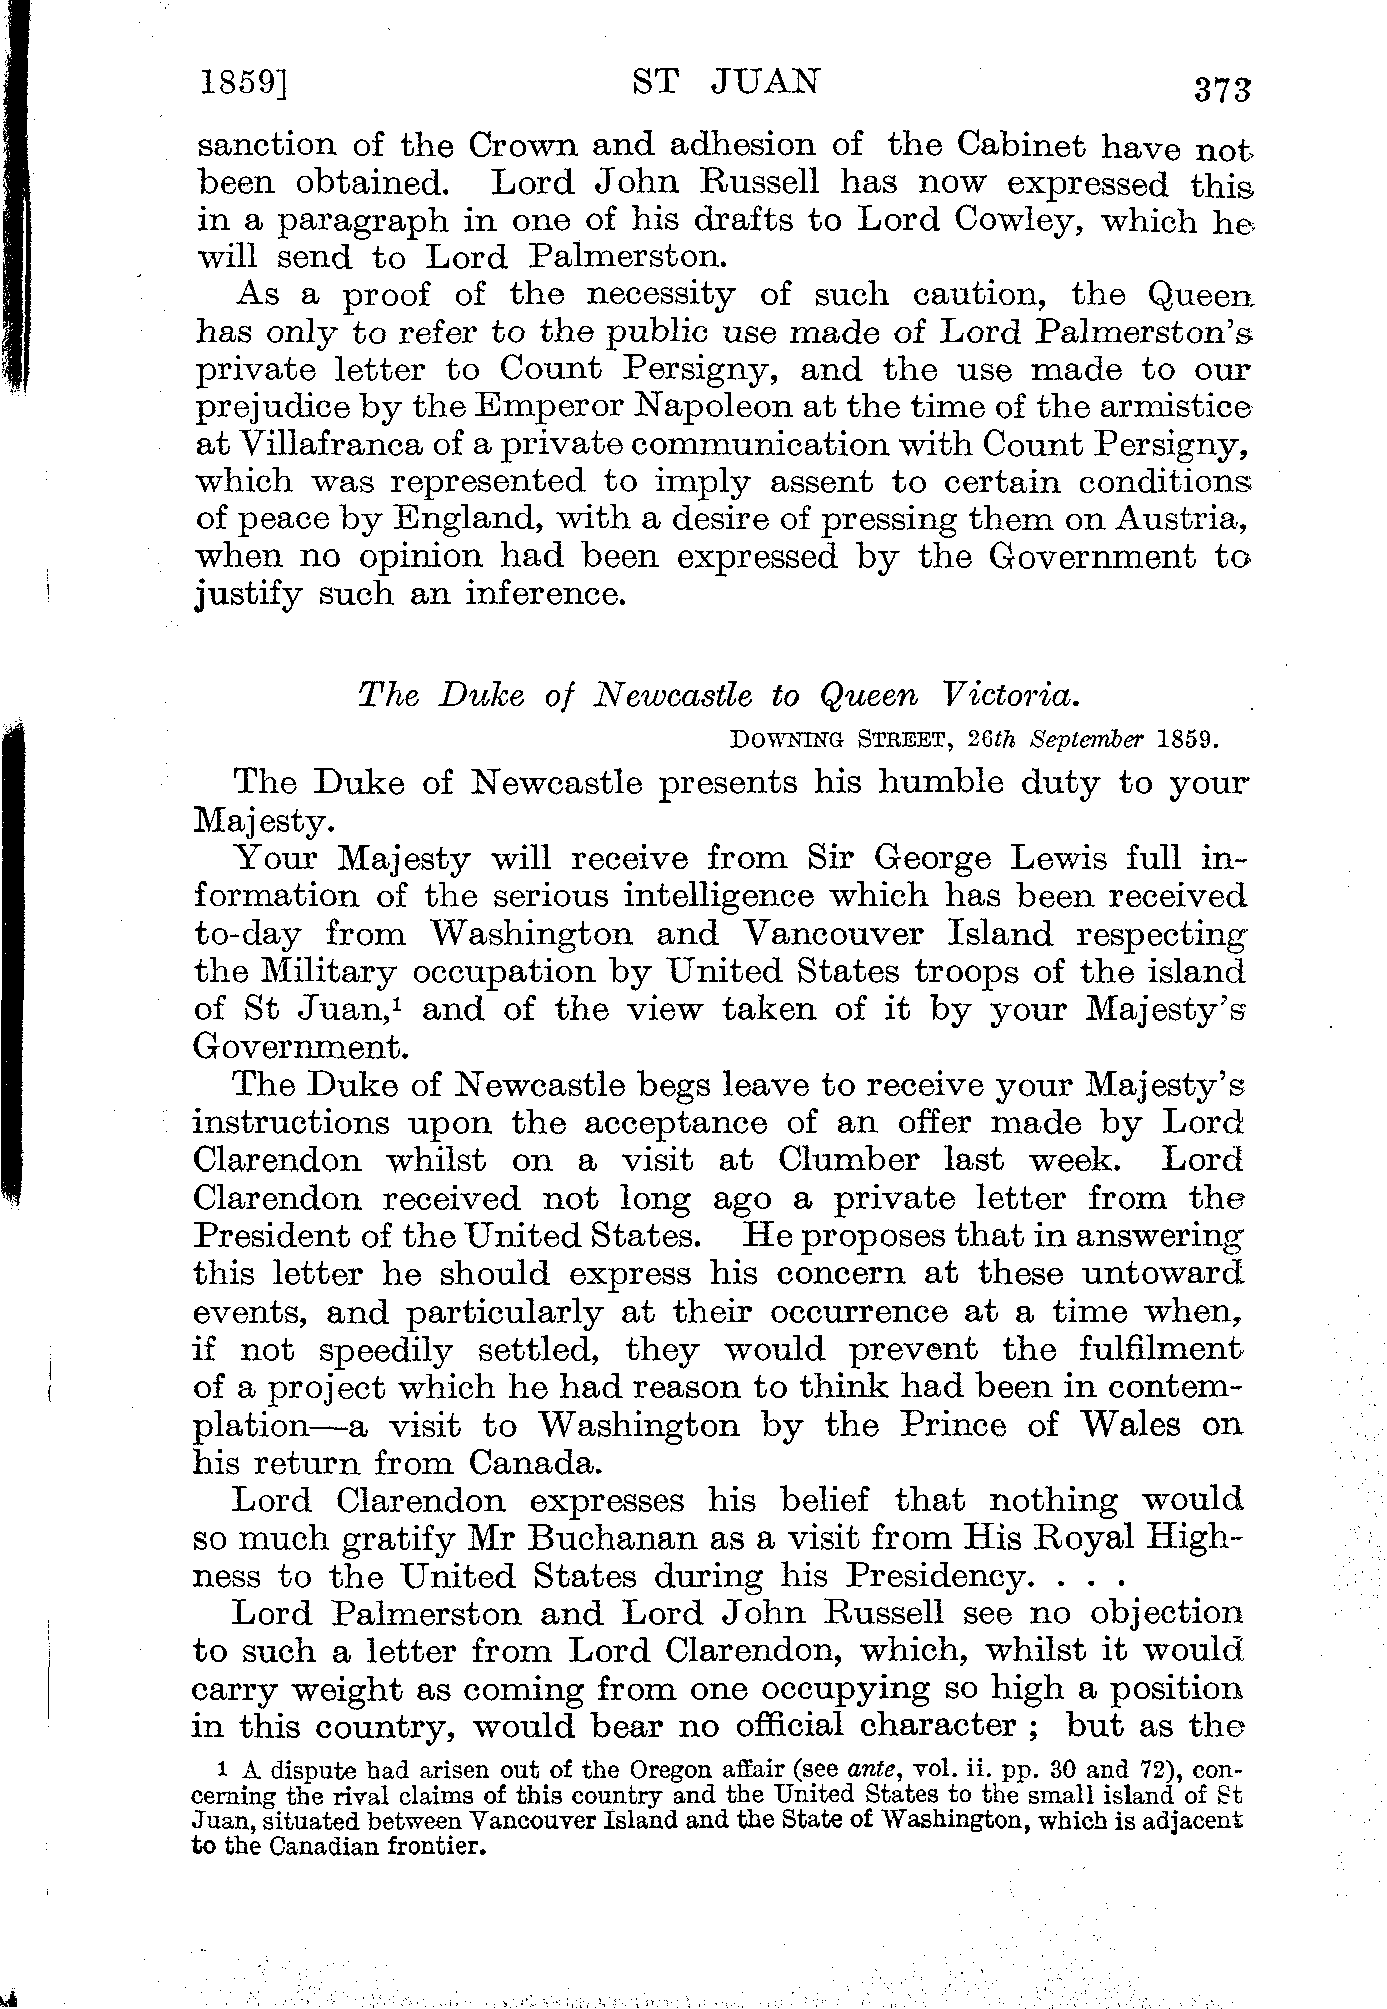 1859] ST JUAN 373
sanction of the Crown and adhesion of the Cabinet have not
been obtained. Lord John Russell has now expressed this
in a paragraph in one of his drafts to Lord Cowley, which he
will send to Lord Palmerston.
As a proof of the necessity of such caution, the Queen
has only to refer to the public use made of Lord Palmerston's
private letter to Count Persigny, and the use made to our
prejudice by the Emperor Napoleon at the time of the armistice
at Villafranca of a private communication with Count Persigny,
which was represented to imply assent to certain conditions
of peace by England, with a desire of pressing them on Austria,
when no opinion had been expressed by the Government to
justify such an inference.
The Duke of Newcastle to Queen Victoria.
DOWNING STREET, 26th September 1859.
The Duke of Newcastle presents his humble duty to your
Majesty.
Your Majesty will receive from Sir George Lewis full in-
formation of the serious intelligence which has been received
to-day from Washington and Vancouver Island respecting
the Military occupation by United States troops of the island
of St Juan,¹ and of the view taken of it by your Majesty's
Government.
The Duke of Newcastle begs leave to receive your Majesty's
instructions upon the acceptance of an offer made by Lord
Clarendon whilst on a visit at Clumber last week. Lord
Clarendon received not long ago a private letter from the
President of the United States. He proposes that in answering
this letter he should express his concern at these untoward
events, and particularly at their occurrence at a time when,
if not speedily settled, they would prevent the fulfilment
of a project which he had reason to think had been in contem-
plation—a visit to Washington by the Prince of Wales on
his return from Canada.
Lord Clarendon expresses his belief that nothing would
so much gratify Mr Buchanan as a visit from His Royal High-
ness to the United States during his Presidency. . . .
Lord Palmerston and Lord John Russell see no objection
to such a letter from Lord Clarendon, which, whilst it would
carry weight as coming from one occupying so high a position
in this country, would bear no official character ; but as the
1 A dispute had arisen out of the Oregon affair (see ante, vol. ii. pp. 30 and 72), con-
cerning the rival claims of this country and the United States to the small island of St
Juan, situated between Vancouver Island and the State of Washington, which is adjacent
to the Canadian frontier.